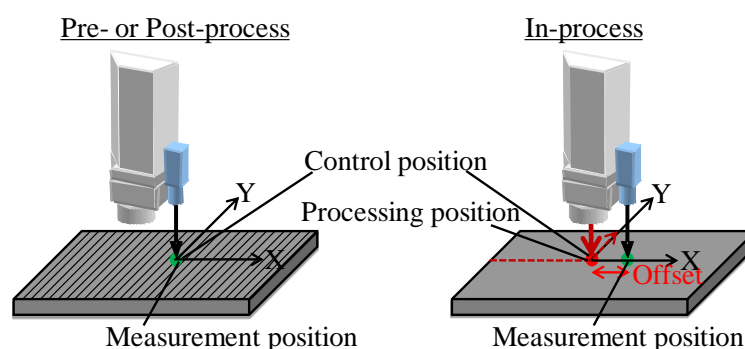 Pre- or Post-process
In-process
Control position
Y
Y
Processing position
X
X
Offset
Measurement position
Measurement position